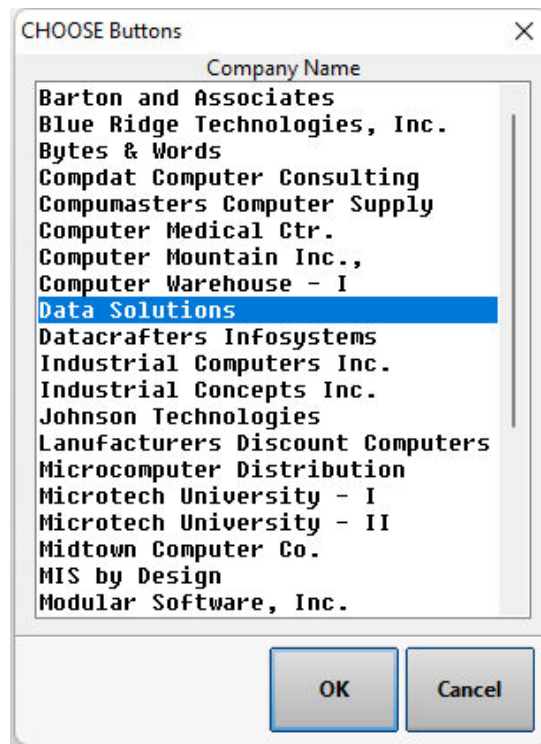 CHOOSE Buttons
Company Name
Barton and Associates
Blue Ridge Technologies, Inc.
Bytes & Words
Compdat Computer Consulting
Compumasters Computer Supply
Computer Medical Ctr.
Computer Mountain Inc.,
Computer Warehouse - I
Data Solutions
Datacrafters Infosystems
Industrial Computers Inc.
Industrial Concepts Inc.
Johnson Technologies
Lanufacturers Discount Computers
Microcomputer Distribution
Microtech University - I
Microtech University - II
Midtown Computer Co.
MIS by Design
Modular Software, Inc.
OK Cancel